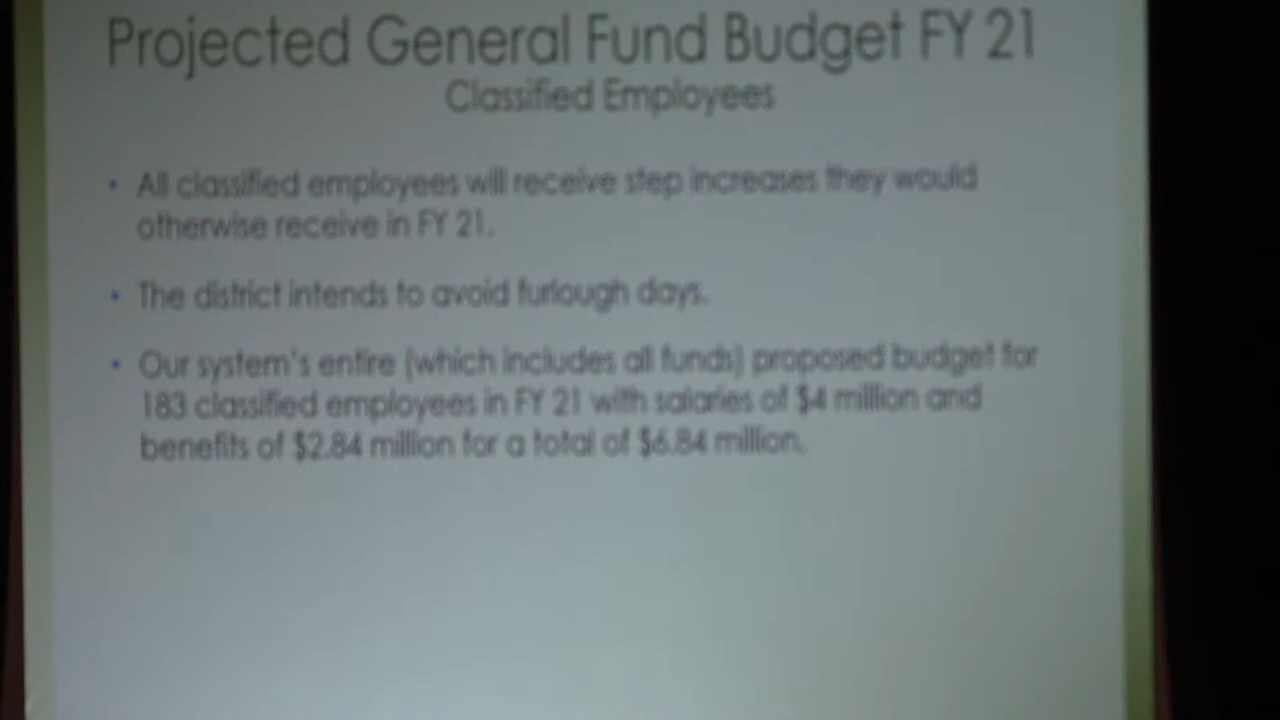 Projected General Fund Budget FY 21
Classified Employees
• All classified employees will receive step increases they would
otherwise receive in FY 21.
• The district intends to avoid furlough days.
• Our system's entire (which includes all funds) proposed budget for
183 classified employees in FY 21 with salaries of $4 million and
benefits of $2.84 million for a total of $6.84 million.